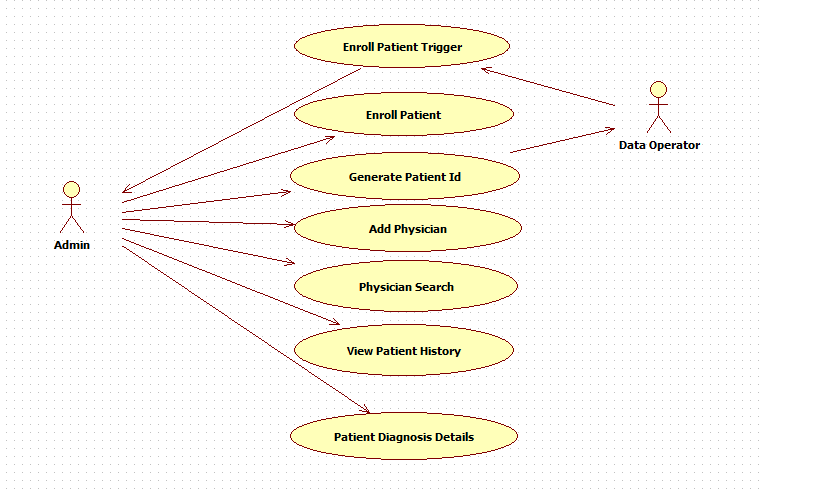 Enroll Patient Trigger
Enroll Patient
Data Operator
Generate Patient Id
Add Physician
Admin
Physician Search
View Patient History
Patient Diagnosis Details